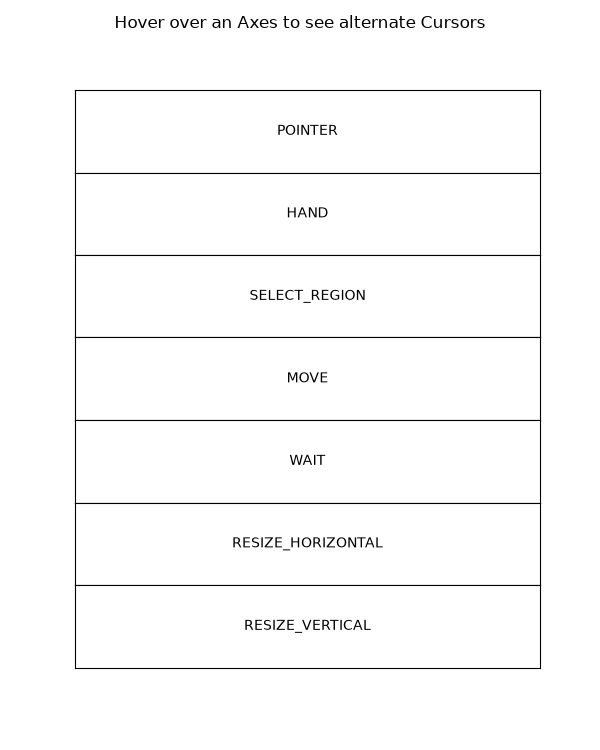 Hover over an Axes to see alternate Cursors
POINTER
HAND
SELECT_REGION
MOVE
WAIT
RESIZE_HORIZONTAL
RESIZE_VERTICAL